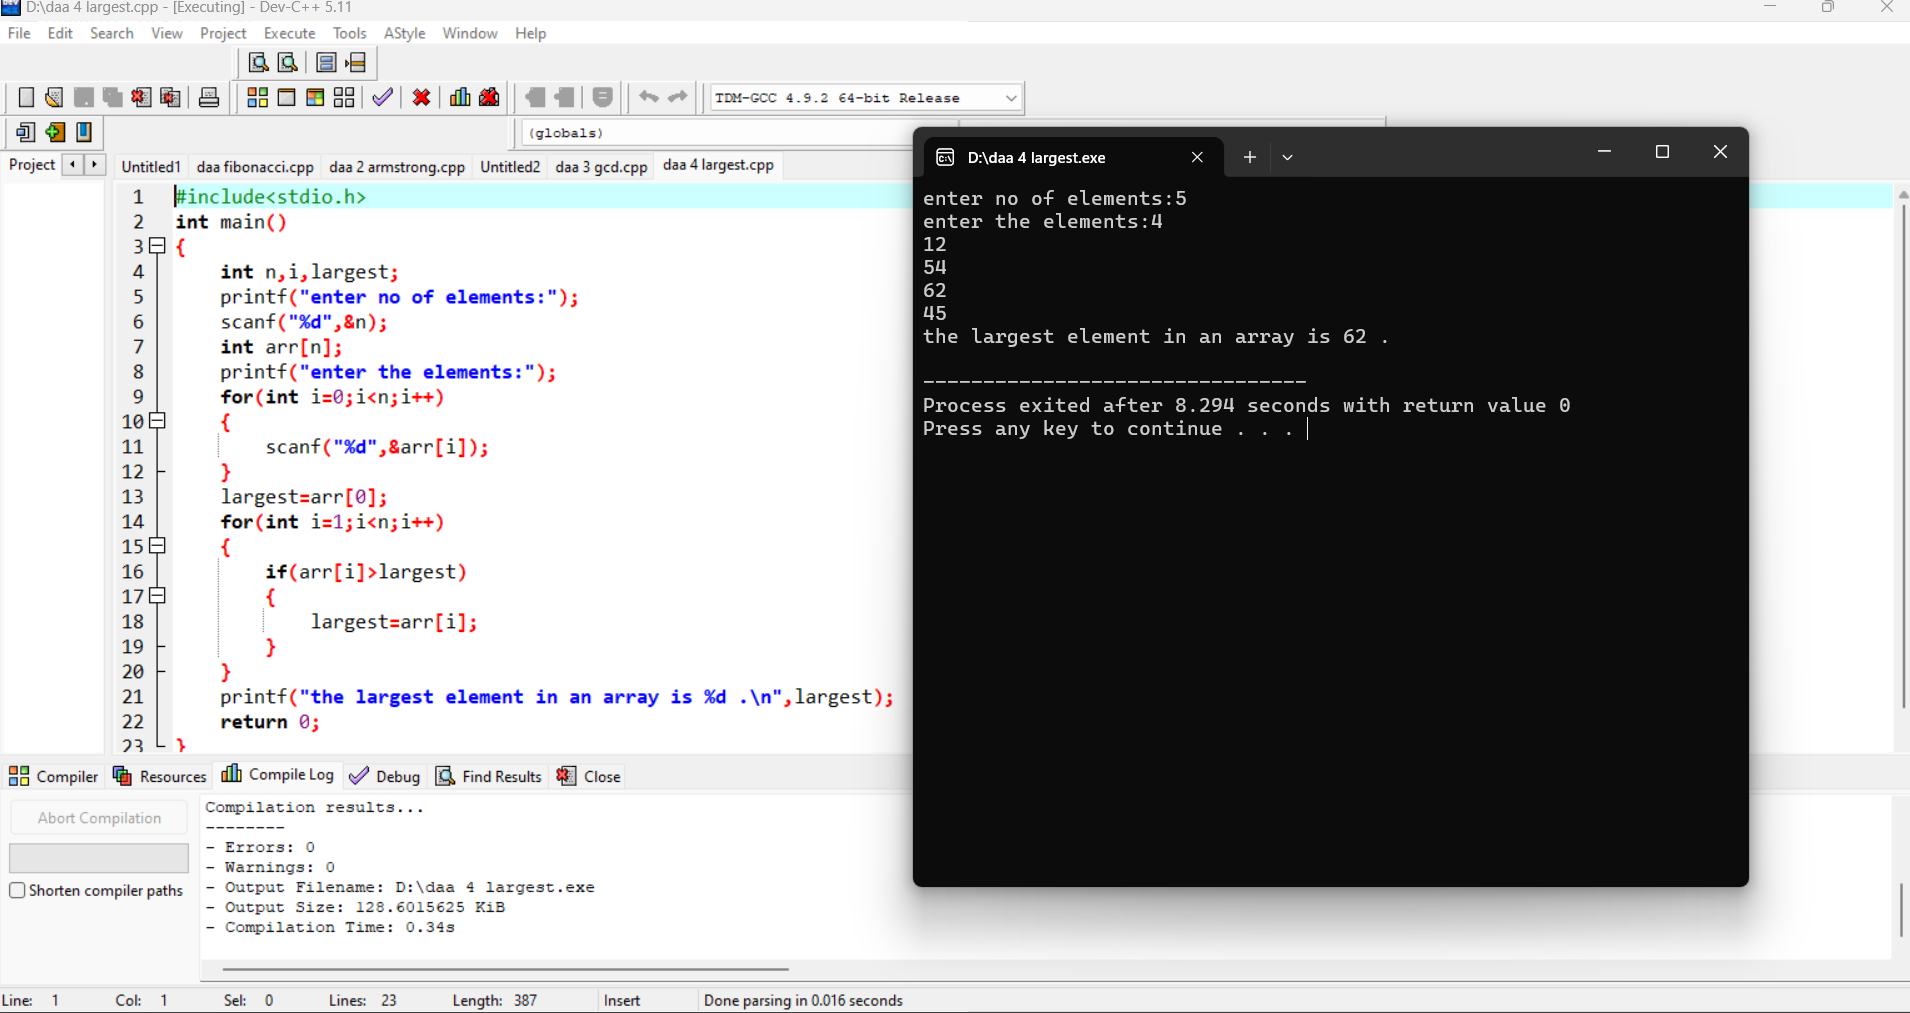 D:\daa 4 largest.cpp - [Executing] - Dev-C++ 5.11
File Edit Search View Project Execute Tools AStyle Window Help
TDM-GCC 4.9.2 64-bit Release
(globals)
Project Untitled1 daa fibonacci.cpp daa 2 armstrong.cpp Untitled2 daa 3 gcd.cpp daa 4 largest.cpp
1 #include<stdio.h>
2 int main()
3 {
4 int n,i,largest;
5 printf("enter no of elements:");
6 scanf("%d",&n);
7 int arr[n];
8 printf("enter the elements:");
9 for(int i=0;i<n;i++)
10 {
11 scanf("%d",&arr[i]);
12 }
13 largest=arr[0];
14 for(int i=1;i<n;i++)
15 {
16 if(arr[i]>largest)
17 {
18 largest=arr[i];
19 }
20 }
21 printf("the largest element in an array is %d .\n",largest);
22 return 0;
23 }
D:\daa 4 largest.exe
enter no of elements:5
enter the elements:4
12
54
62
45
the largest element in an array is 62 .
--------------------------------
Process exited after 8.294 seconds with return value 0
Press any key to continue . . .
Compiler Resources Compile Log Debug Find Results Close
Abort Compilation
Shorten compiler paths
Compilation results...
--------
- Errors: 0
- Warnings: 0
- Output Filename: D:\daa 4 largest.exe
- Output Size: 128.6015625 KiB
- Compilation Time: 0.34s
Line: 1 Col: 1 Sel: 0 Lines: 23 Length: 387 Insert Done parsing in 0.016 seconds